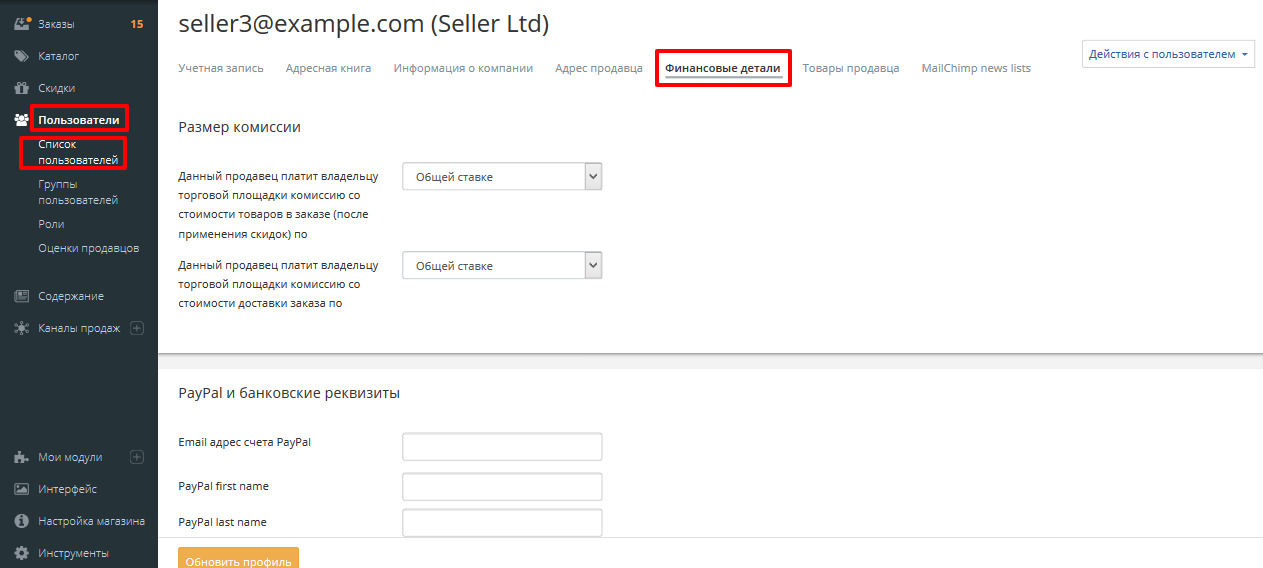 Заказы 15
Каталог
Скидки
Пользователи
Список
пользователей
Группы
пользователей
Роли
Оценки продавцов
Содержание
Каналы продаж
Мои модули
Интерфейс
Настройка магазина
Инструменты
seller3@example.com (Seller Ltd)
Действия с пользователем
Учетная запись Адресная книга Информация о компании Адрес продавца Финансовые детали Товары продавца MailChimp news lists
Размер комиссии
Данный продавец платит владельцу
торговой площадки комиссию со
стоимости товаров в заказе (после
применения скидок) по
Общей ставке
Данный продавец платит владельцу
торговой площадки комиссию со
стоимости доставки заказа по
Общей ставке
PayPal и банковские реквизиты
Email адрес счета PayPal
PayPal first name
PayPal last name
Обновить профиль